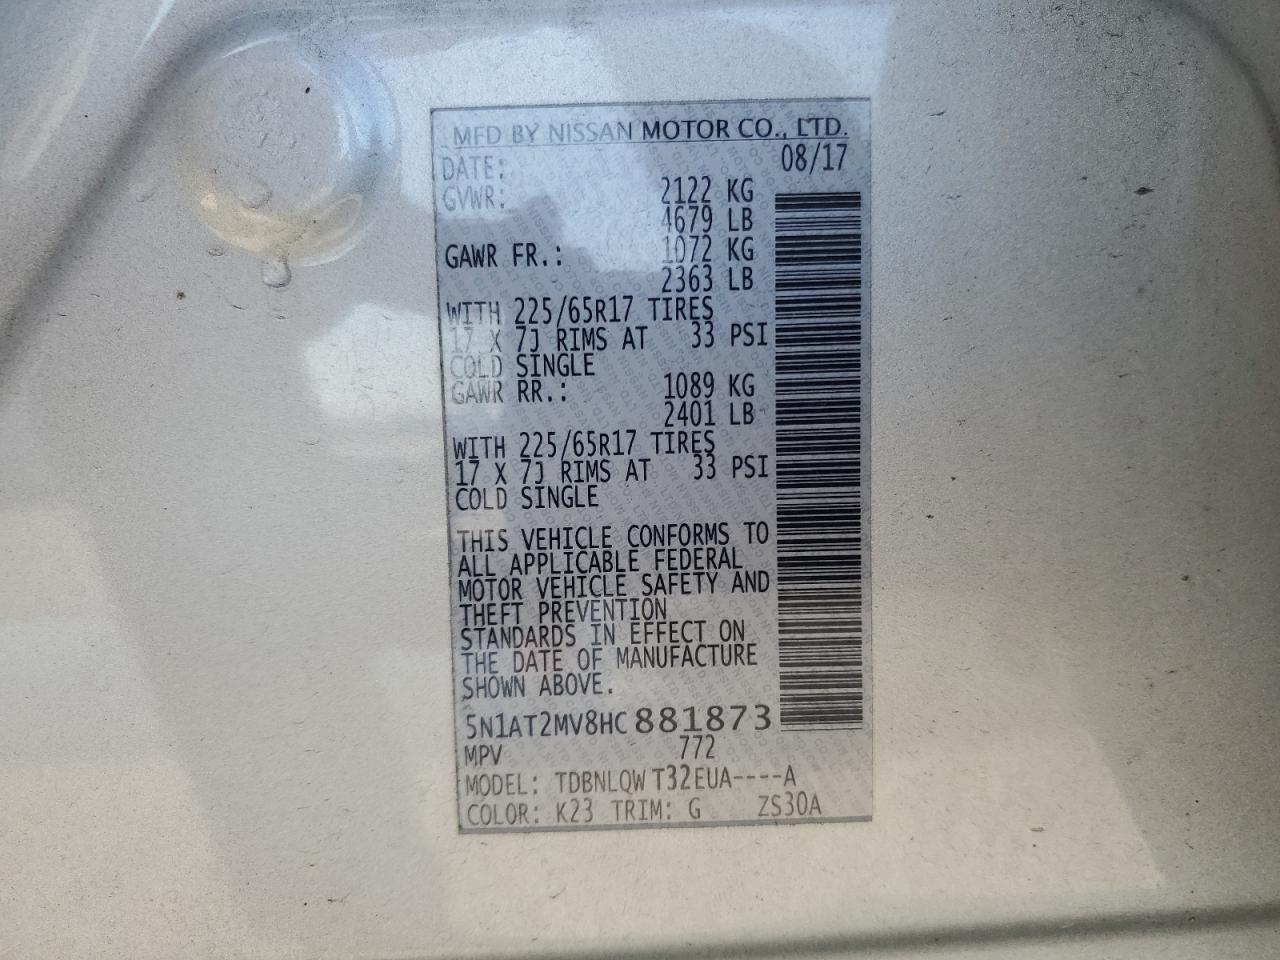 MFD BY NISSAN MOTOR CO., LTD.
DATE: 08/17
GVWR: 2122 KG
4679 LB
GAWR FR.: 1072 KG
2363 LB
WITH 225/65R17 TIRES
17 X 7J RIMS AT 33 PSI
COLD SINGLE
GAWR RR.: 1089 KG
2401 LB
WITH 225/65R17 TIRES
17 X 7J RIMS AT 33 PSI
COLD SINGLE
THIS VEHICLE CONFORMS TO
ALL APPLICABLE FEDERAL
MOTOR VEHICLE SAFETY AND
THEFT PREVENTION
STANDARDS IN EFFECT ON
THE DATE OF MANUFACTURE
SHOWN ABOVE.
5N1AT2MV8HC881873
MPV 772
MODEL: TDBNLQW T32EUA----A
COLOR: K23 TRIM: G ZS30A